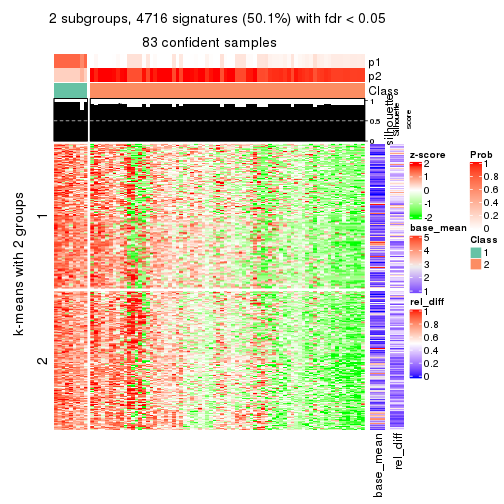 2 subgroups, 4716 signatures (50.1%) with fdr < 0.05
83 confident samples
p1
p2
Class
1
0.5
0
silhouette
Silhouette
score
k-means with 2 groups
1
2
base_mean
rel_diff
z-score
2
1
0
-1
-2
base_mean
5
4
3
2
1
rel_diff
1
0.8
0.6
0.4
0.2
0
Prob
1
0.8
0.6
0.4
0.2
0
Class
1
2